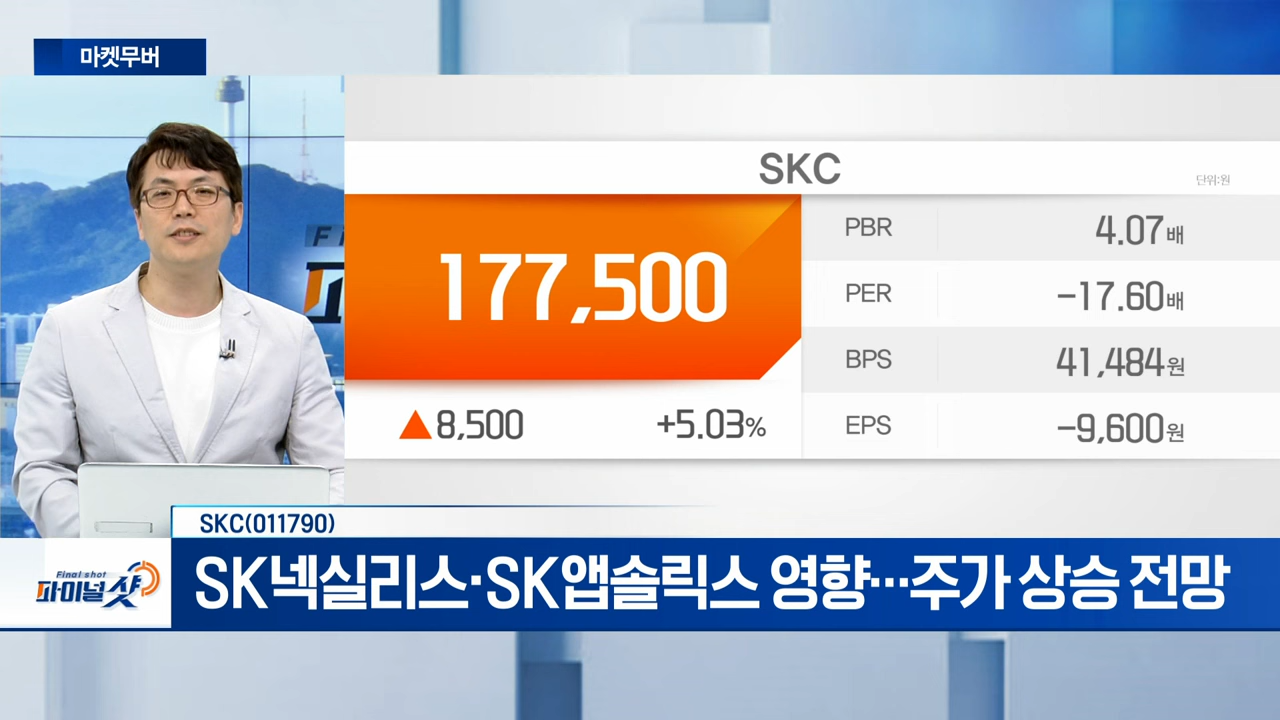 마켓무버
SKC
단위:원
177,500
▲8,500 +5.03%
PBR 4.07배
PER -17.60배
BPS 41,484원
EPS -9,600원
SKC(011790)
Final shot
파이널샷
SK넥실리스·SK앱솔릭스 영향…주가 상승 전망